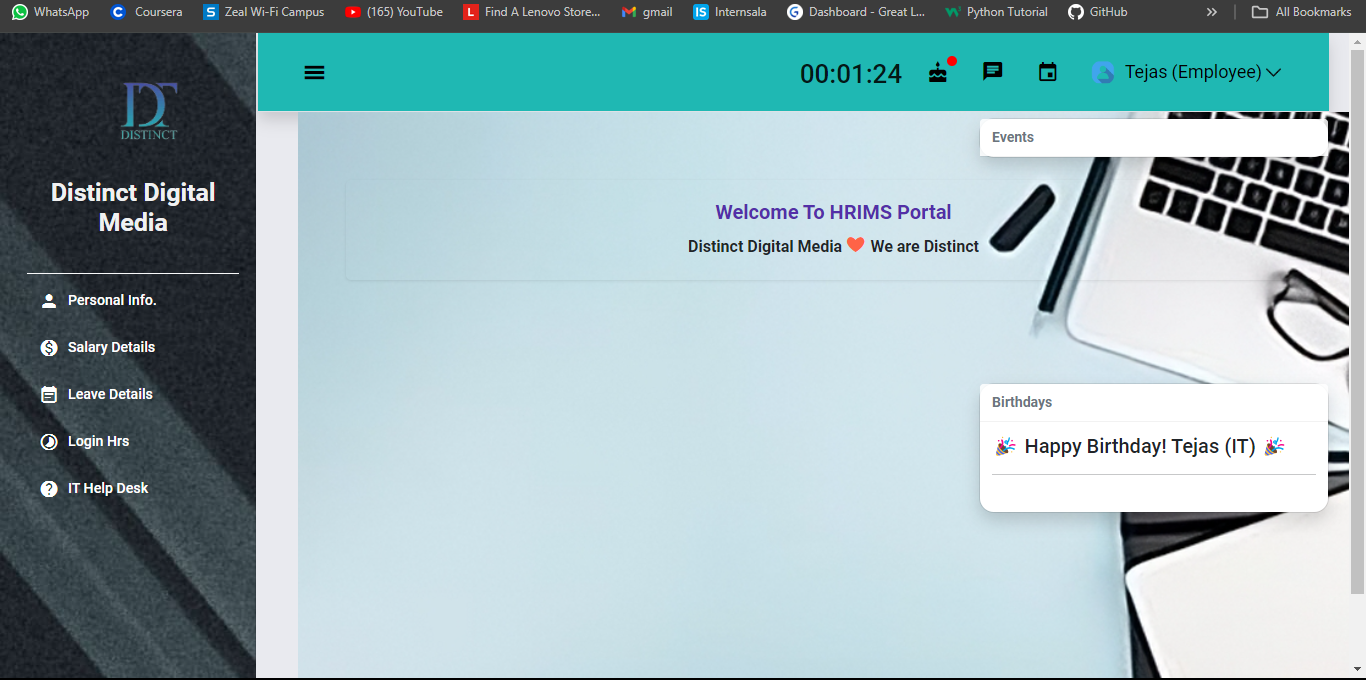 WhatsApp Coursera Zeal Wi-Fi Campus (165) YouTube Find A Lenovo Store... gmail Internsala Dashboard - Great L... Python Tutorial GitHub » All Bookmarks
DT
DISTINCT
Distinct Digital
Media
Personal Info.
Salary Details
Leave Details
Login Hrs
IT Help Desk
00:01:24 Tejas (Employee)
Events
Welcome To HRIMS Portal
Distinct Digital Media ❤ We are Distinct
Birthdays
🎉 Happy Birthday! Tejas (IT) 🎉